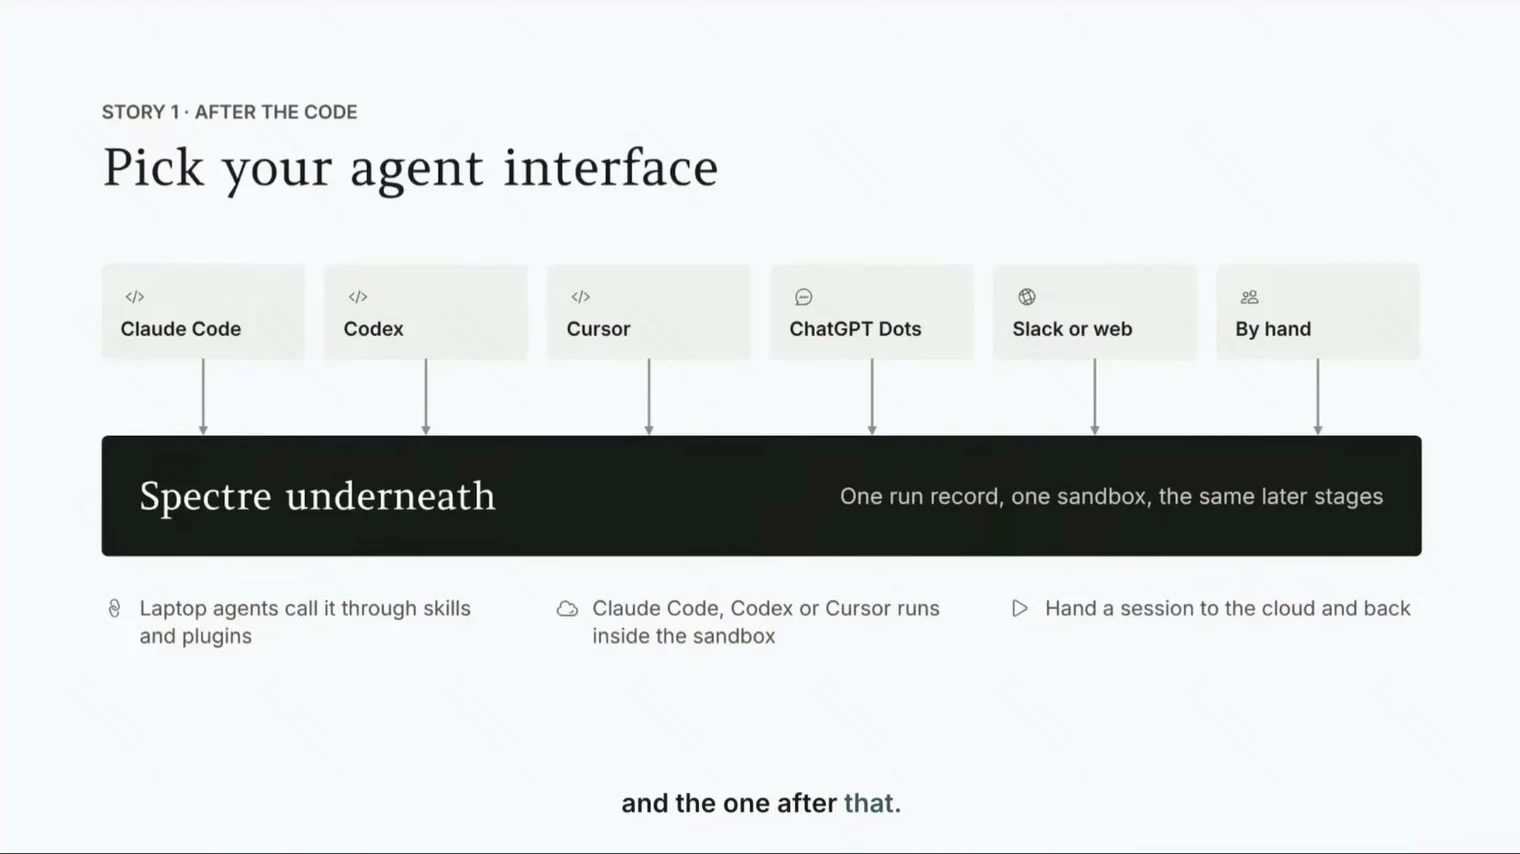 STORY 1 · AFTER THE CODE
Pick your agent interface
Claude Code
Codex
Cursor
ChatGPT Dots
Slack or web
By hand
Spectre underneath
One run record, one sandbox, the same later stages
Laptop agents call it through skills
and plugins
Claude Code, Codex or Cursor runs
inside the sandbox
Hand a session to the cloud and back
and the one after that.